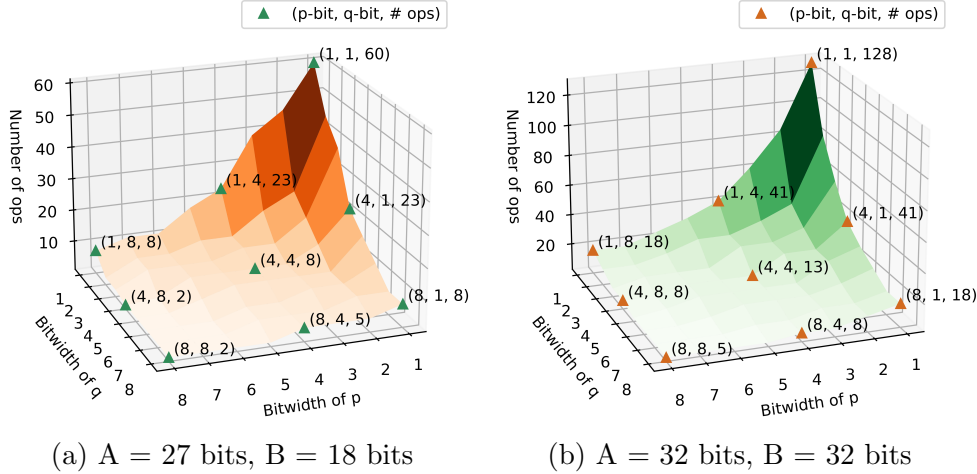 (p-bit, q-bit, # ops)
(1, 1, 60)
60
50
40
30
20
10
Number of ops
(1, 4, 23)
(4, 1, 23)
(1, 8, 8)
(4, 4, 8)
(4, 8, 2)
(8, 1, 8)
(8, 4, 5)
(8, 8, 2)
1
2
3
4
5
6
7
8
Bitwidth of q
8
7
6
5
4
3
2
1
Bitwidth of p
(a) A = 27 bits, B = 18 bits
(p-bit, q-bit, # ops)
(1, 1, 128)
120
100
80
60
40
20
Number of ops
(1, 4, 41)
(4, 1, 41)
(1, 8, 18)
(4, 4, 13)
(4, 8, 8)
(8, 1, 18)
(8, 4, 8)
(8, 8, 5)
1
2
3
4
5
6
7
8
Bitwidth of q
8
7
6
5
4
3
2
1
Bitwidth of p
(b) A = 32 bits, B = 32 bits